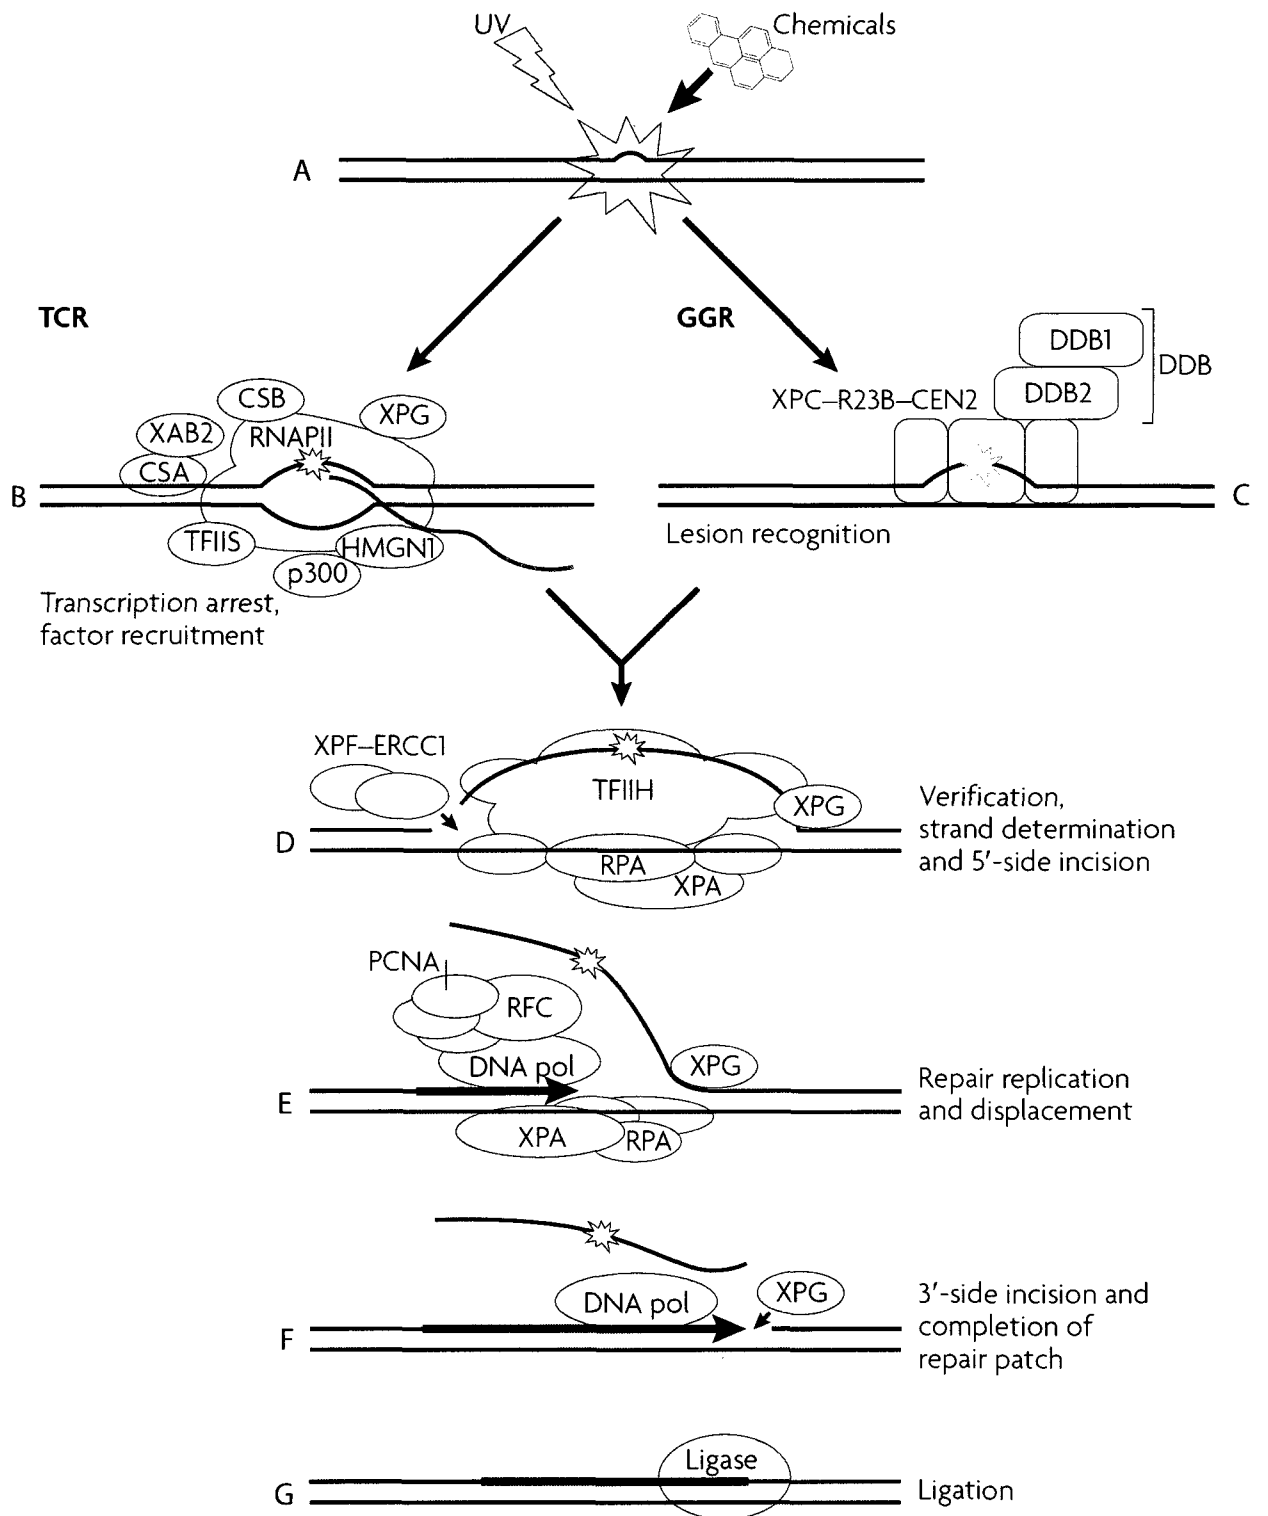 UV
Chemicals
A
TCR
GGR
DDB1
DDB
DDB2
XPC–R23B–CEN2
CSB
XPG
XAB2
RNAPII
CSA
B
C
TFIIS
HMGN1
p300
Lesion recognition
Transcription arrest,
factor recruitment
XPF–ERCC1
TFIIH
XPG
D
RPA
XPA
Verification,
strand determination
and 5′-side incision
PCNA
RFC
DNA pol
XPG
E
XPA
RPA
Repair replication
and displacement
DNA pol
XPG
F
3′-side incision and
completion of
repair patch
Ligase
G
Ligation